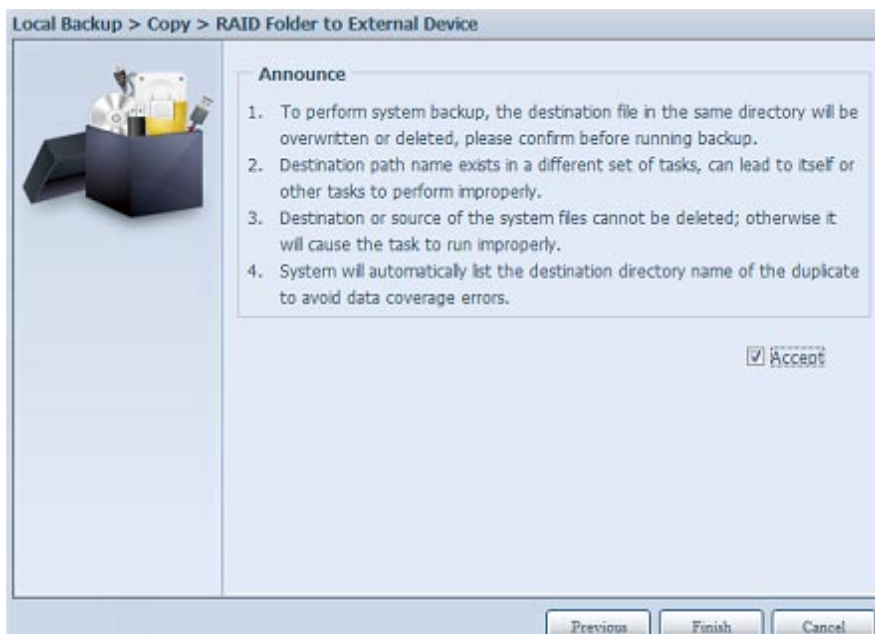 Local Backup > Copy > RAID Folder to External Device
Announce
1. To perform system backup, the destination file in the same directory will be
overwritten or deleted, please confirm before running backup.
2. Destination path name exists in a different set of tasks, can lead to itself or
other tasks to perform improperly.
3. Destination or source of the system files cannot be deleted; otherwise it
will cause the task to run improperly.
4. System will automatically list the destination directory name of the duplicate
to avoid data coverage errors.
Accept
Previous Finish Cancel